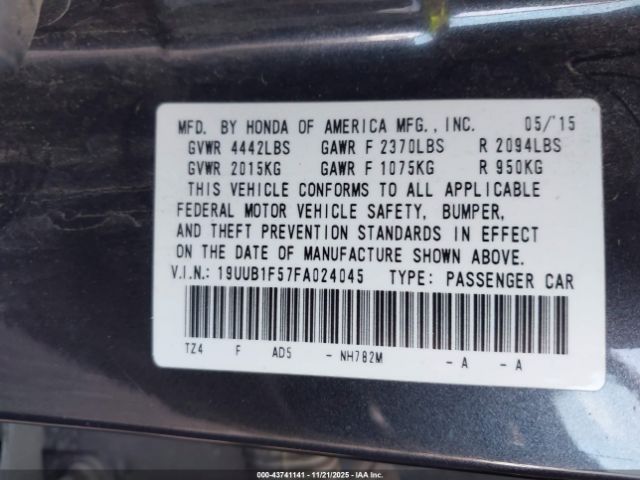 MFD. BY HONDA OF AMERICA MFG., INC. 05/'15
GVWR 4442LBS GAWR F 2370LBS R 2094LBS
GVWR 2015KG GAWR F 1075KG R 950KG
THIS VEHICLE CONFORMS TO ALL APPLICABLE
FEDERAL MOTOR VEHICLE SAFETY, BUMPER,
AND THEFT PREVENTION STANDARDS IN EFFECT
ON THE DATE OF MANUFACTURE SHOWN ABOVE.
V.I.N.: 19UUB1F57FA024045 TYPE: PASSENGER CAR
TZ4 F AD5 - NH782M - A - A
000-43741141 - 11/21/2025 - IAAI.COM